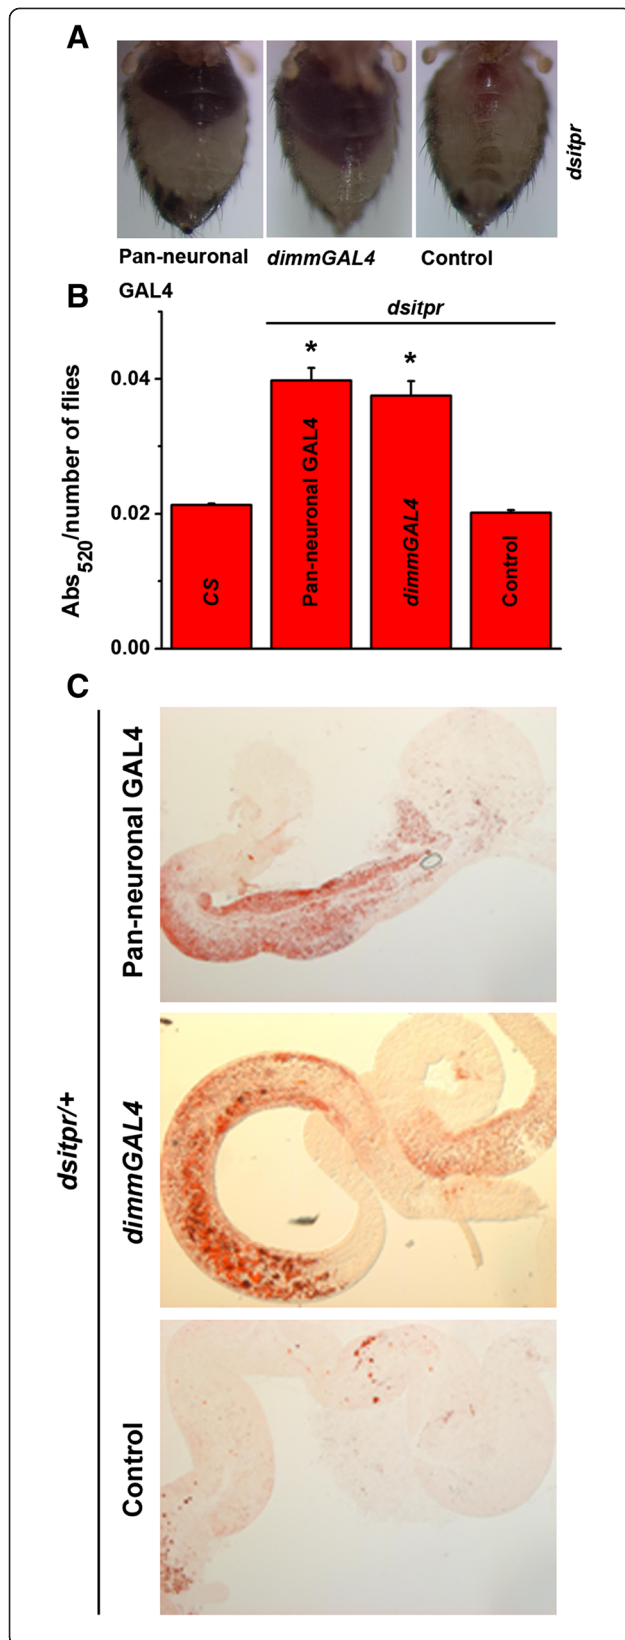 A
dsitpr
Pan-neuronal GAL4
dimmGAL4
Control
B
dsitpr
* *
Abs520/number of flies
0.04
0.02
0.00
CS
Pan-neuronal GAL4
dimmGAL4
Control
C
dsitpr/+
Pan-neuronal GAL4
dimmGAL4
Control